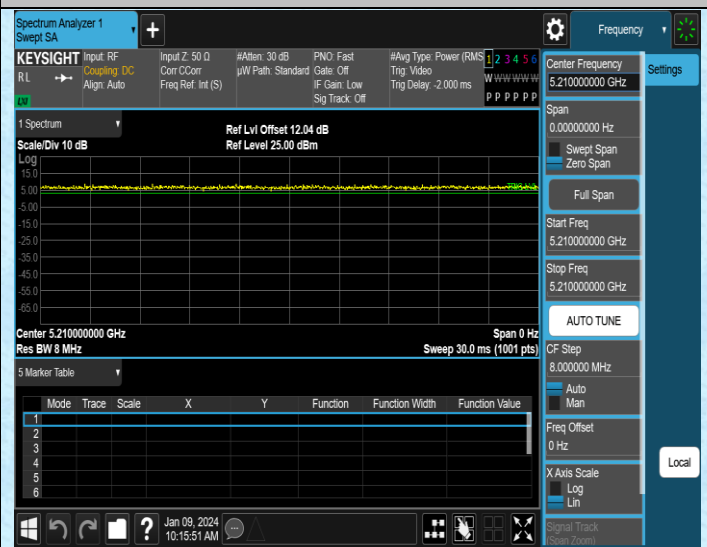 Spectrum Analyzer 1
Swept SA
Frequency
KEYSIGHT
Input: RF
Coupling: DC
Align: Auto
RL
Input Z: 50 Ω
Corr CCorr
Freq Ref: Int (S)
#Atten: 30 dB
µW Path: Standard
PNO: Fast
Gate: Off
IF Gain: Low
Sig Track: Off
#Avg Type: Power (RMS
Trig: Video
Trig Delay: -2.000 ms
1 2 3 4 5 6
W W W W W W
P P P P P P
1 Spectrum
Scale/Div 10 dB
Ref Lvl Offset 12.04 dB
Ref Level 25.00 dBm
Log
15.0
5.00
-5.00
-15.0
-25.0
-35.0
-45.0
-55.0
-65.0
Center 5.210000000 GHz
Span 0 Hz
Res BW 8 MHz
Sweep 30.0 ms (1001 pts)
5 Marker Table
Mode Trace Scale X Y Function Function Width Function Value
1
2
3
4
5
6
Jan 09, 2024
10:15:51 AM
Center Frequency
5.210000000 GHz
Settings
Span
0.00000000 Hz
Swept Span
Zero Span
Full Span
Start Freq
5.210000000 GHz
Stop Freq
5.210000000 GHz
AUTO TUNE
CF Step
8.000000 MHz
Auto
Man
Freq Offset
0 Hz
X Axis Scale
Log
Lin
Signal Track
(Span Zoom)
Local